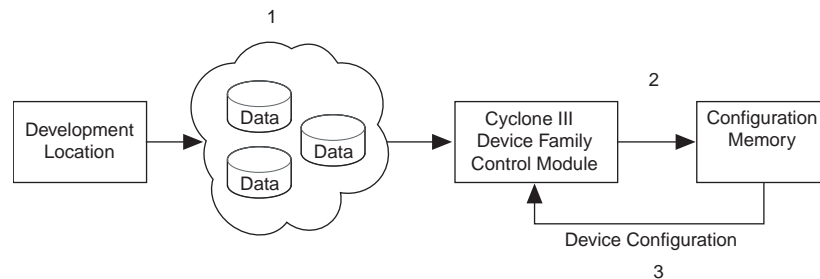 1
2
Development
Location
Data
Data
Data
Cyclone III
Device Family
Control Module
Configuration
Memory
Device Configuration
3